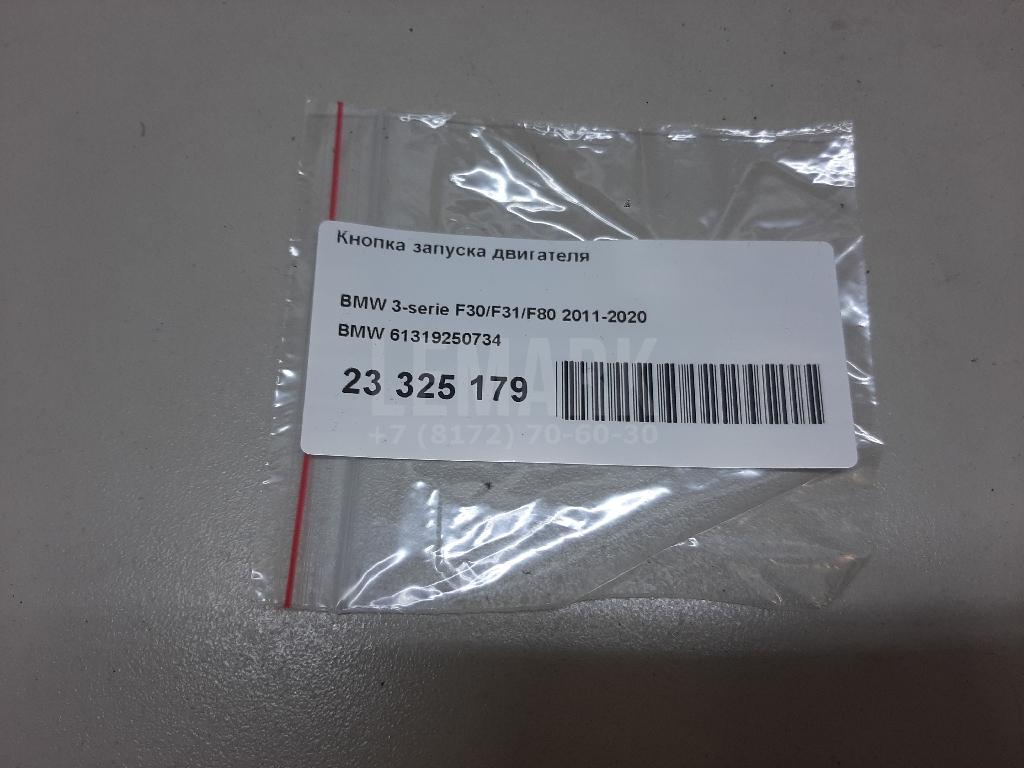 Кнопка запуска двигателя
BMW 3-serie F30/F31/F80 2011-2020
BMW 61319250734
LEMARK
23 325 179
+7 (8172) 70-60-30